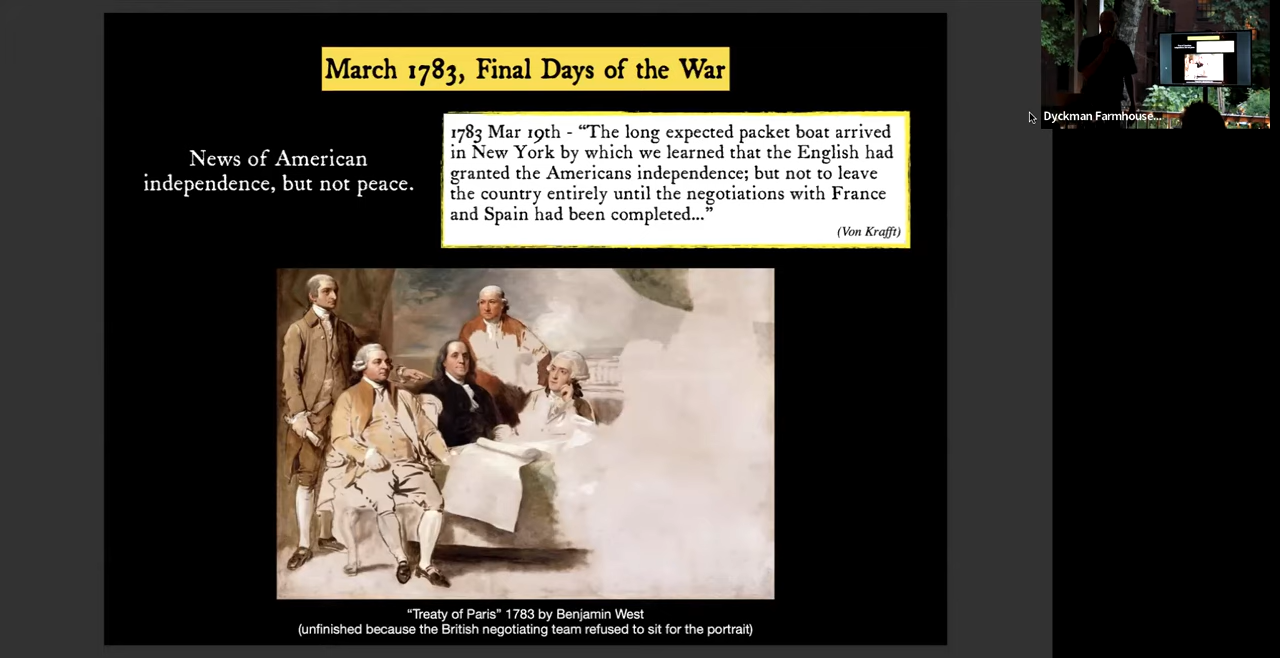 March 1783, Final Days of the War
News of American
independence, but not peace.
1783 Mar 19th - “The long expected packet boat arrived
in New York by which we learned that the English had
granted the Americans independence; but not to leave
the country entirely until the negotiations with France
and Spain had been completed...”
(Von Krafft)
“Treaty of Paris” 1783 by Benjamin West
(unfinished because the British negotiating team refused to sit for the portrait)
Dyckman Farmhouse...